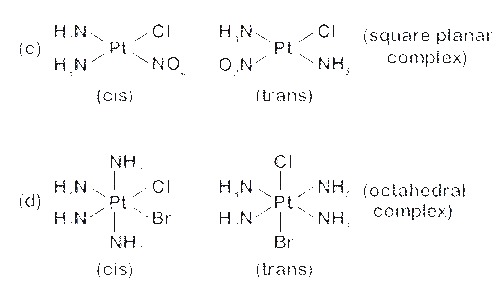 (c) H₃N Cl H₃N Cl (square planar
Pt Pt complex)
H₃N NO₂ O₂N NH₃
(cis) (trans)
NH₃ Cl
(d) H₃N Cl H₃N NH₃ (octahedral
Pt Pt complex)
H₃N Br H₃N NH₃
NH₃ Br
(cis) (trans)